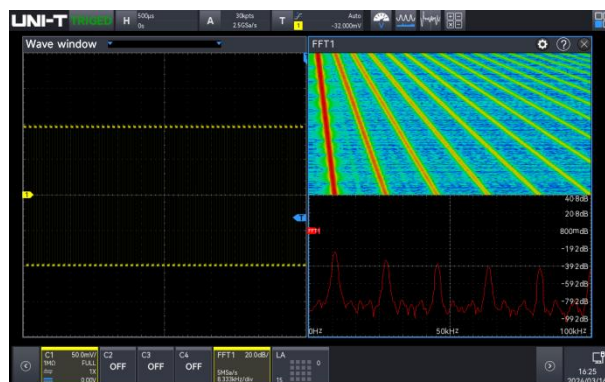 UNI-T TRIGED H 500μs 0s A 30kpts 2.5GSa/s T 1 Auto -32.000mV
Wave window
FFT1
1
T
FFT1
40.8dB
20.8dB
800mdB
-19.2dB
-39.2dB
-59.2dB
-79.2dB
-99.2dB
0HZ 50kHz 100kHz
C1 50.0mV/ 1MΩ FULL 1X 0.00V
C2 OFF
C3 OFF
C4 OFF
FFT1 20.0dB/ 5MSa/s 8.333kHz/div
LA 0 15
16:25